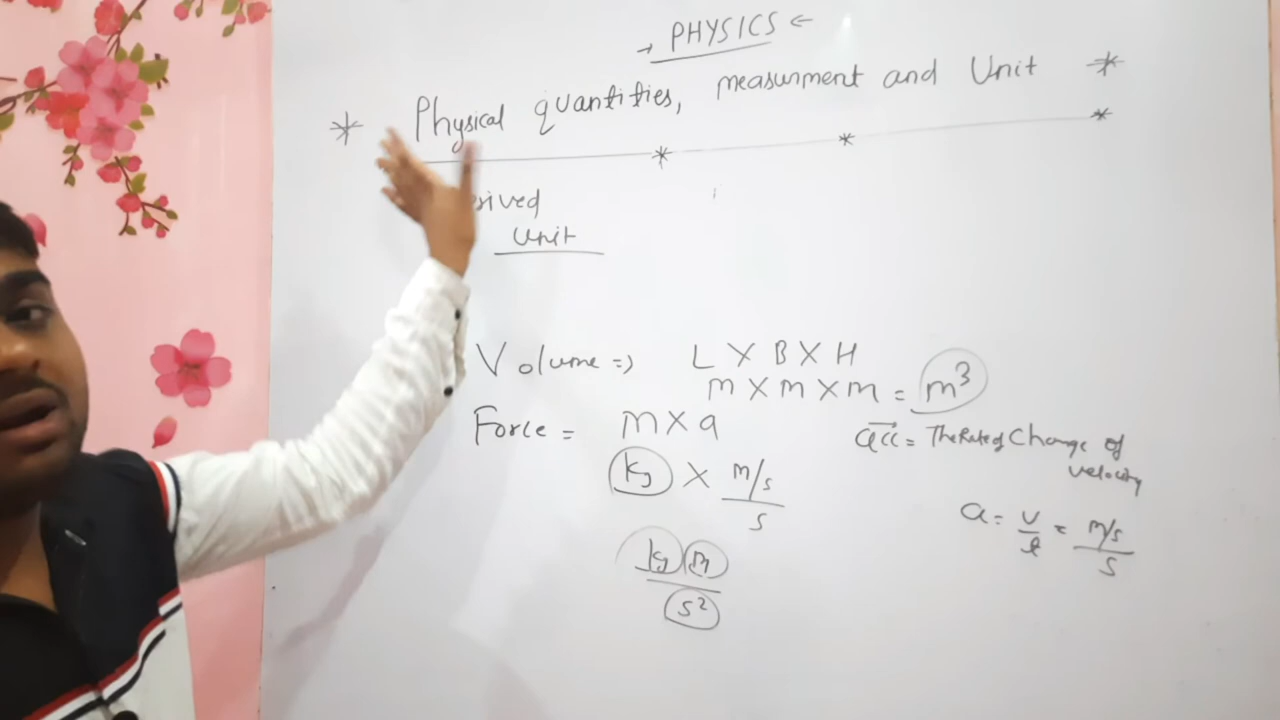 → PHYSICS ←
* Physical quantities, measurment and Unit *
rived
Unit
Volume => L X B X H
m X m X m = m³
Force = m X a
acc = The Rate of Change of
velocity
kg X m/s
s
a = v/t = m/s
s
kg m
s²